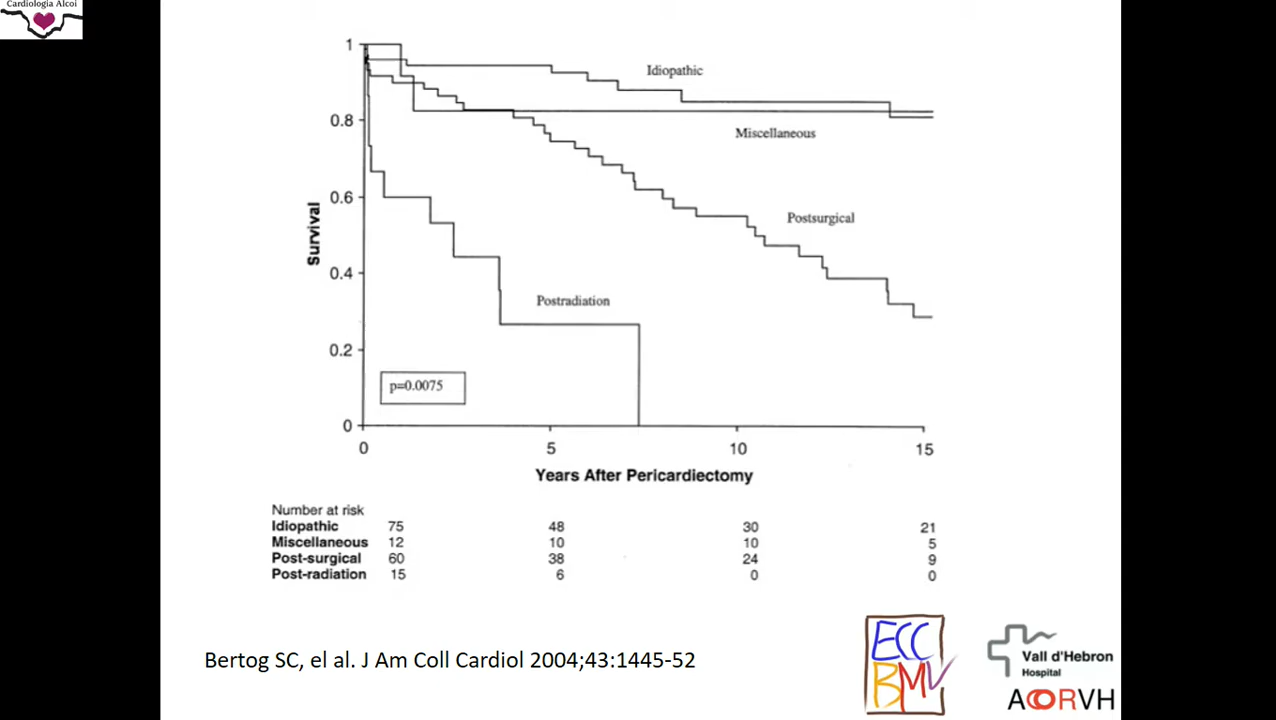 Cardiología Alcoi
1
0.8
0.6
0.4
0.2
0
Survival
Idiopathic
Miscellaneous
Postsurgical
Postradiation
p=0.0075
0 5 10 15
Years After Pericardiectomy
Number at risk
Idiopathic 75 48 30 21
Miscellaneous 12 10 10 5
Post-surgical 60 38 24 9
Post-radiation 15 6 0 0
Bertog SC, el al. J Am Coll Cardiol 2004;43:1445-52
ECC
BMV
Vall d'Hebron
Hospital
ACORVH